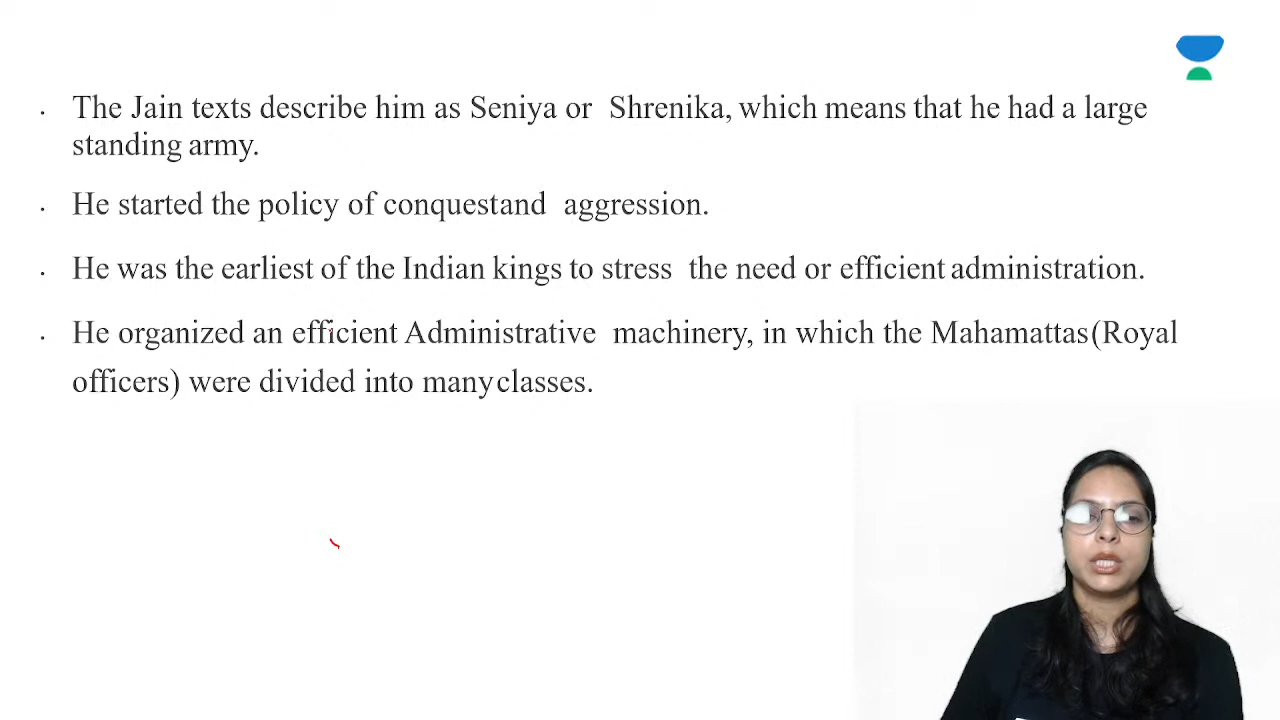 The Jain texts describe him as Seniya or Shrenika, which means that he had a large
standing army.
He started the policy of conquestand aggression.
He was the earliest of the Indian kings to stress the need or efficient administration.
He organized an efficient Administrative machinery, in which the Mahamattas(Royal
officers) were divided into manyclasses.